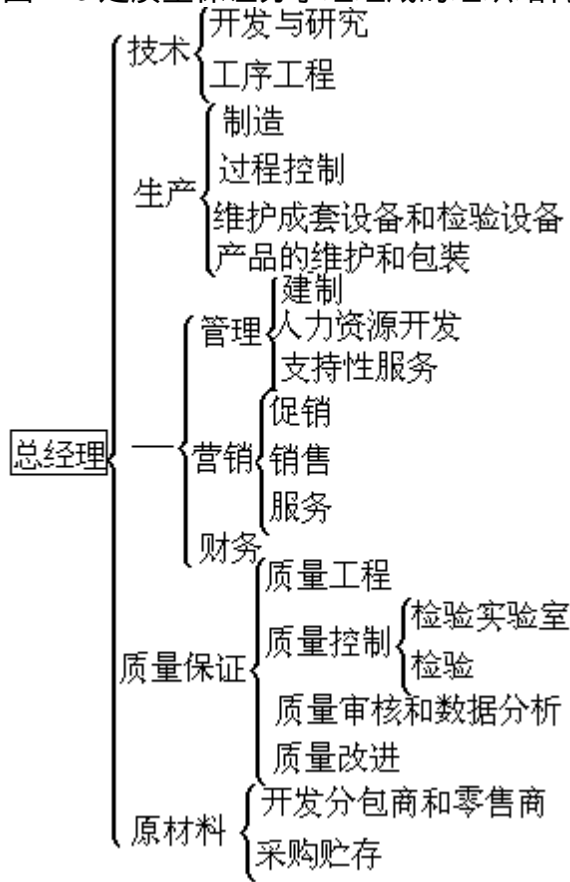 开发与研究
技术
工序工程
制造
过程控制
生产
维护成套设备和检验设备
产品的维护和包装
建制
管理
人力资源开发
支持性服务
促销
总经理
营销
销售
服务
财务
质量工程
检验实验室
质量控制
检验
质量保证
质量审核和数据分析
质量改进
开发分包商和零售商
原材料
采购贮存